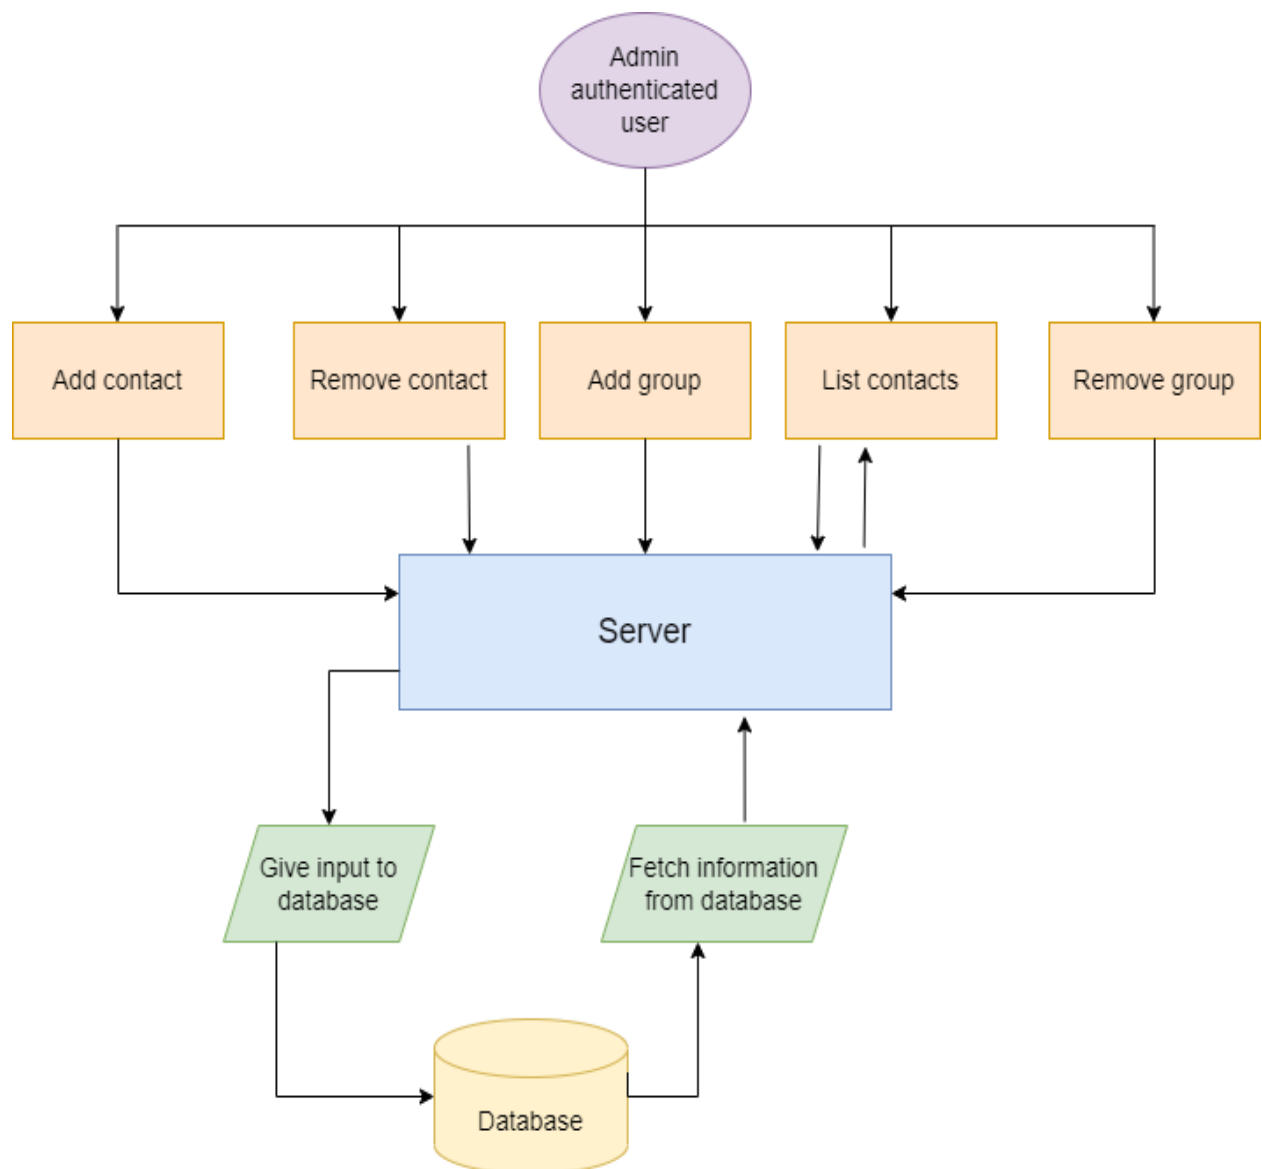 Admin
authenticated
user
Add contact
Remove contact
Add group
List contacts
Remove group
Server
Give input to
database
Fetch information
from database
Database